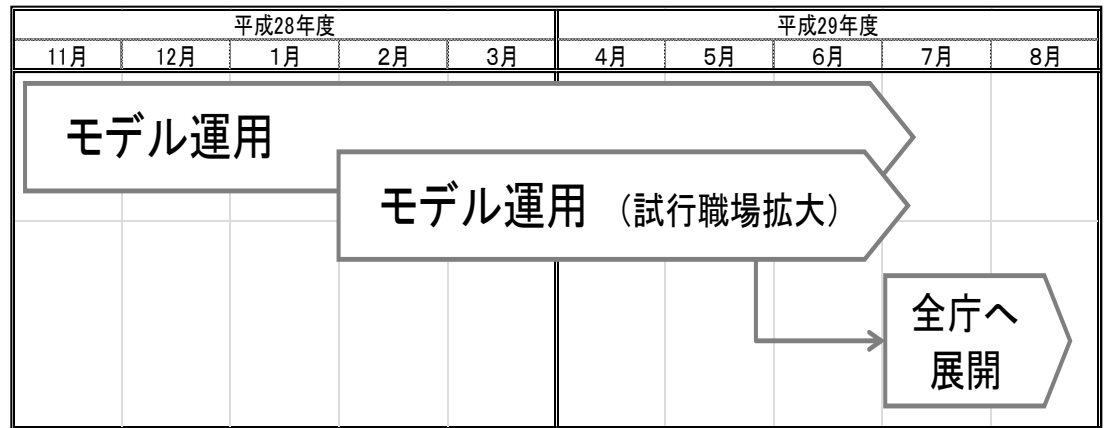 平成28年度 平成29年度
11月 12月 1月 2月 3月 4月 5月 6月 7月 8月
モデル運用
モデル運用 （試行職場拡大）
全庁へ
展開